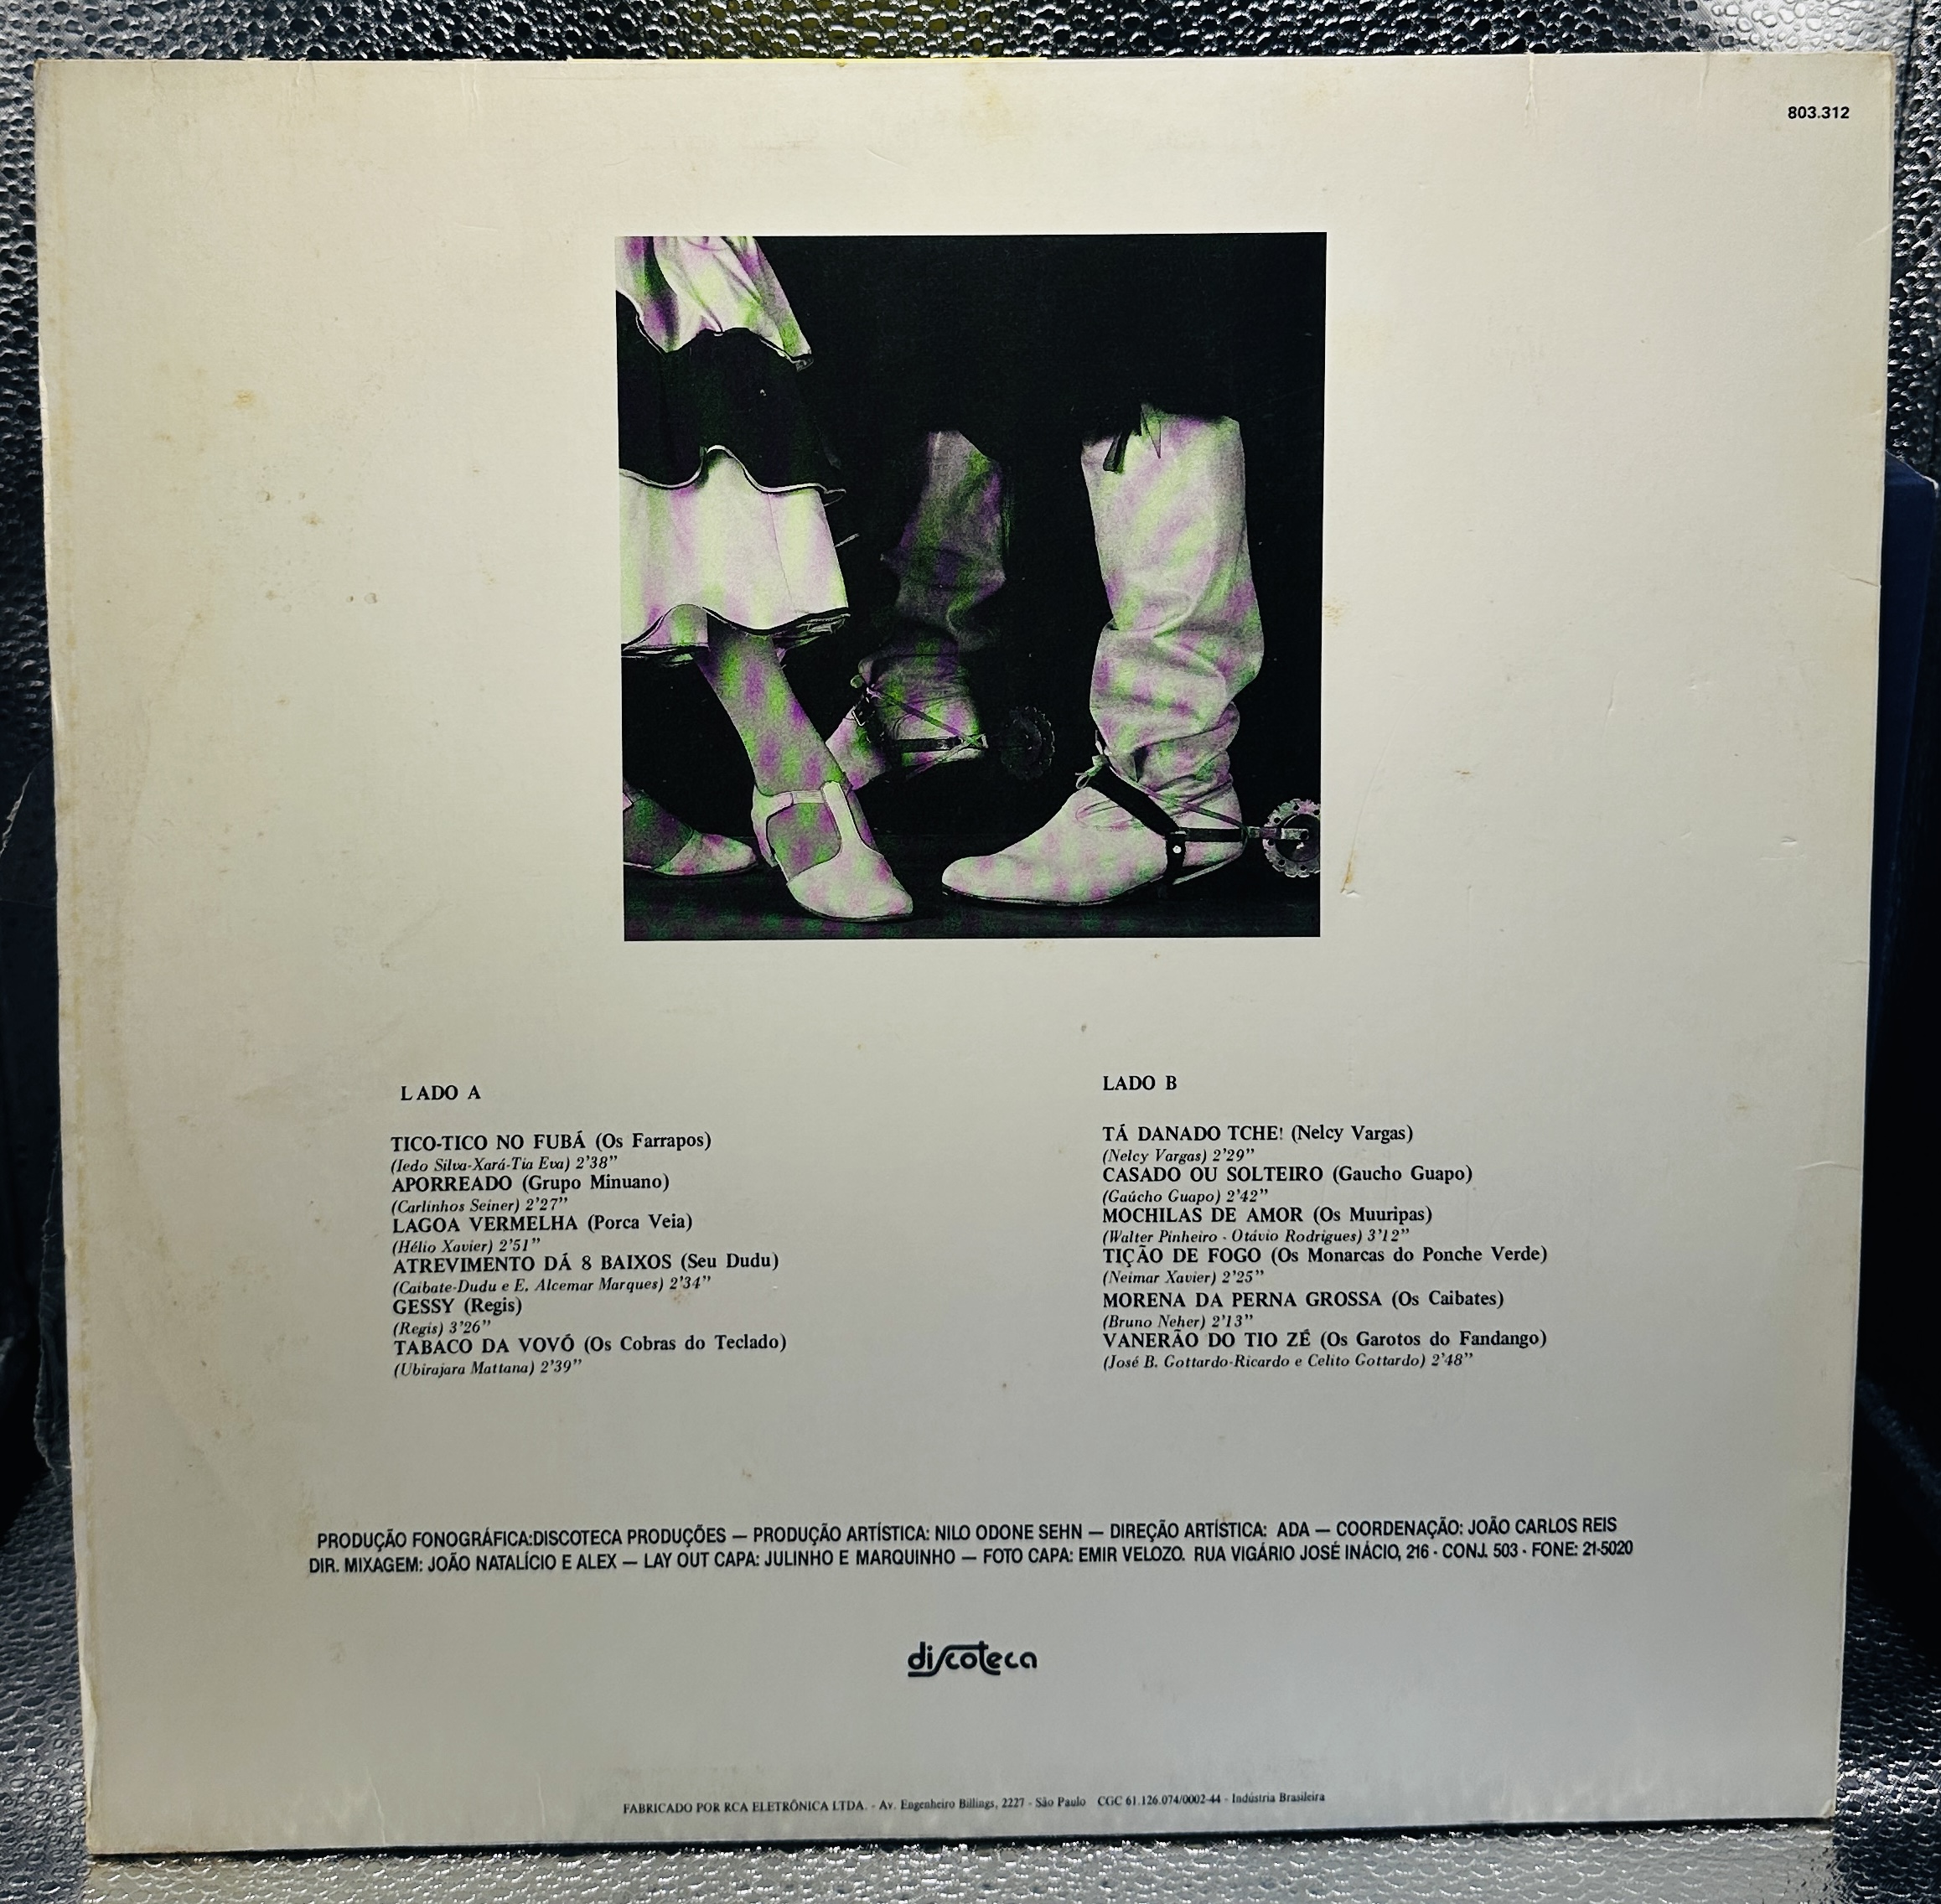 803.312
LADO A
TICO-TICO NO FUBÁ (Os Farrapos)
(Iedo Silva-Xará-Tia Eva) 2'38"
APORREADO (Grupo Minuano)
(Carlinhos Seiner) 2'27"
LAGOA VERMELHA (Porca Veia)
(Hélio Xavier) 2'51"
ATREVIMENTO DÁ 8 BAIXOS (Seu Dudu)
(Caibate-Dudu e E. Alcemar Marques) 2'34"
GESSY (Regis)
(Regis) 3'26"
TABACO DA VOVÓ (Os Cobras do Teclado)
(Ubirajara Mattana) 2'39"
LADO B
TÁ DANADO TCHE! (Nelcy Vargas)
(Nelcy Vargas) 2'29"
CASADO OU SOLTEIRO (Gaucho Guapo)
(Gaúcho Guapo) 2'42"
MOCHILAS DE AMOR (Os Muuripas)
(Walter Pinheiro - Otávio Rodrigues) 3'12"
TIÇÃO DE FOGO (Os Monarcas do Ponche Verde)
(Neimar Xavier) 2'25"
MORENA DA PERNA GROSSA (Os Caibates)
(Bruno Neher) 2'13"
VANERÃO DO TIO ZÉ (Os Garotos do Fandango)
(José B. Gottardo-Ricardo e Celito Gottardo) 2'48"
PRODUÇÃO FONOGRÁFICA:DISCOTECA PRODUÇÕES — PRODUÇÃO ARTÍSTICA: NILO ODONE SEHN — DIREÇÃO ARTÍSTICA: ADA — COORDENAÇÃO: JOÃO CARLOS REIS
DIR. MIXAGEM: JOÃO NATALÍCIO E ALEX — LAY OUT CAPA: JULINHO E MARQUINHO — FOTO CAPA: EMIR VELOZO. RUA VIGÁRIO JOSÉ INÁCIO, 216 - CONJ. 503 - FONE: 21-5020
discoteca
FABRICADO POR RCA ELETRÔNICA LTDA. - Av. Engenheiro Billings, 2227 - São Paulo CGC 61.126.074/0002-44 - Indústria Brasileira